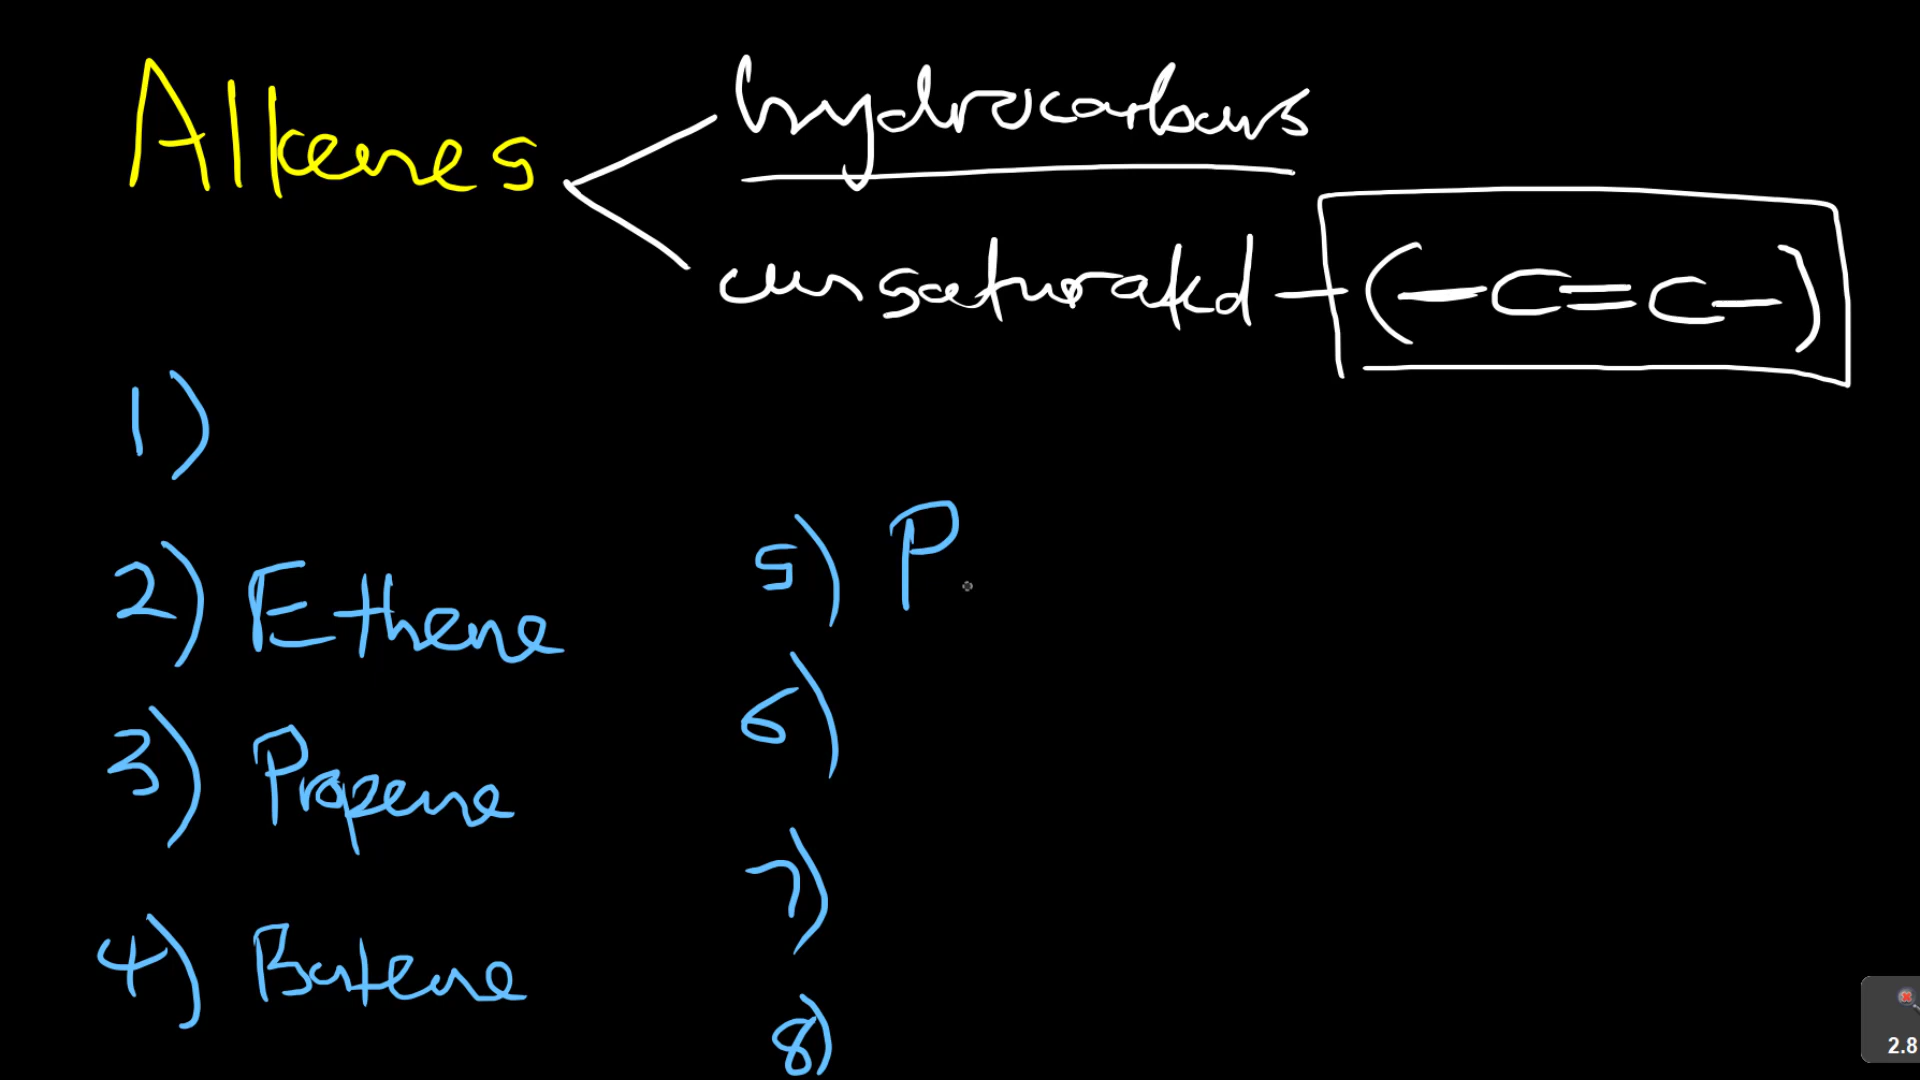 Alkenes
hydrocarbons
unsaturated - (-C=C-)
1)
2) Ethene
3) Propene
4) Butene
5) P
6)
7)
8)
2.8